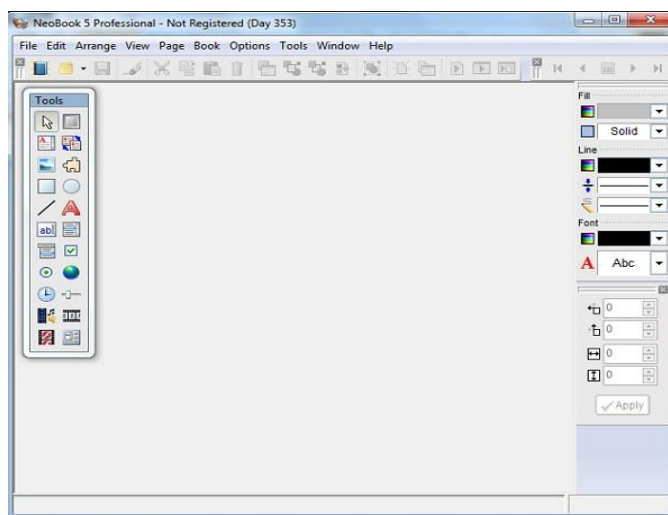 NeoBook 5 Professional - Not Registered (Day 353)
File Edit Arrange View Page Book Options Tools Window Help
Tools
A
A
abl
Fill
Solid
Line
Font
A Abc
0
0
0
0
Apply